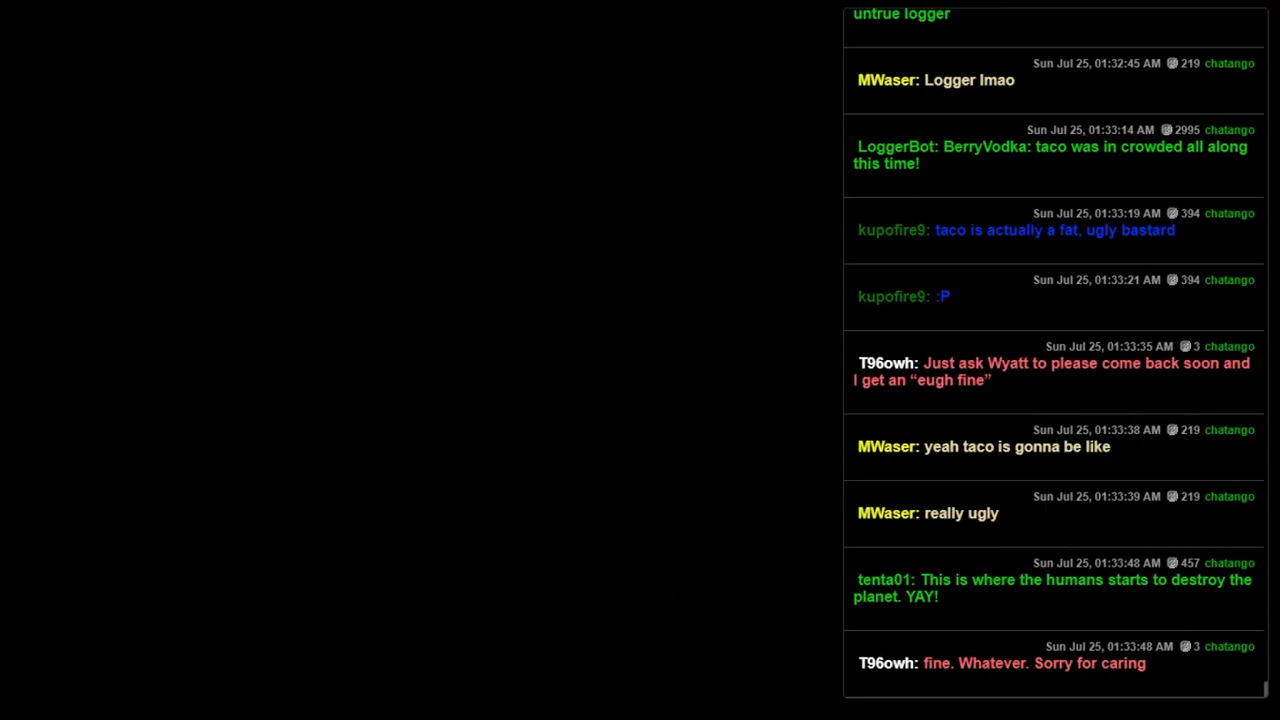 untrue logger
Sun Jul 25, 01:32:45 AM 219 chatango
MWaser: Logger lmao
Sun Jul 25, 01:33:14 AM 2995 chatango
LoggerBot: BerryVodka: taco was in crowded all along
this time!
Sun Jul 25, 01:33:19 AM 394 chatango
kupofire9: taco is actually a fat, ugly bastard
Sun Jul 25, 01:33:21 AM 394 chatango
kupofire9: :P
Sun Jul 25, 01:33:35 AM 3 chatango
T96owh: Just ask Wyatt to please come back soon and
I get an “eugh fine”
Sun Jul 25, 01:33:38 AM 219 chatango
MWaser: yeah taco is gonna be like
Sun Jul 25, 01:33:39 AM 219 chatango
MWaser: really ugly
Sun Jul 25, 01:33:48 AM 457 chatango
tenta01: This is where the humans starts to destroy the
planet. YAY!
Sun Jul 25, 01:33:48 AM 3 chatango
T96owh: fine. Whatever. Sorry for caring